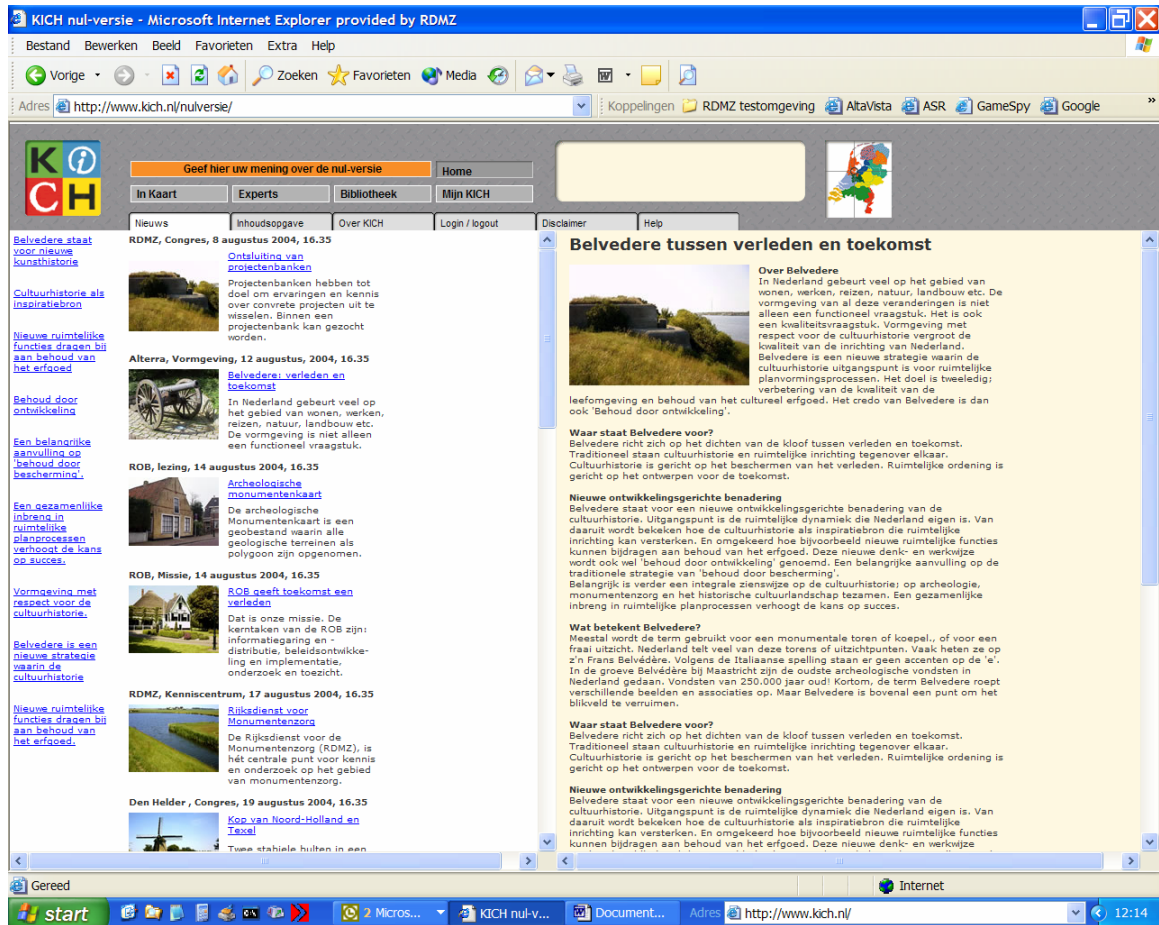 KICH nul-versie - Microsoft Internet Explorer provided by RDMZ
Bestand Bewerken Beeld Favorieten Extra Help
Vorige Zoeken Favorieten Media
Adres http://www.kich.nl/nulversie/ Koppelingen RDMZ testomgeving AltaVista ASR GameSpy Google »
K i
C H
Geef hier uw mening over de nul-versie Home
In Kaart Experts Bibliotheek Mijn KICH
Nieuws Inhoudsopgave Over KICH Login / logout Disclaimer Help
Belvedere staat
voor nieuwe
kunsthistorie
Cultuurhistorie als
inspiratiebron
Nieuwe ruimtelijke
functies dragen bij
aan behoud van
het erfgoed
Behoud door
ontwikkeling
Een belangrijke
aanvulling op
'behoud door
bescherming'.
Een gezamenlijke
inbreng in
ruimtelijke
planprocessen
verhoogt de kans
op succes.
Vormgeving met
respect voor de
cultuurhistorie.
Belvedere is een
nieuwe strategie
waarin de
cultuurhistorie
Nieuwe ruimtelijke
functies dragen bij
aan behoud van
het erfgoed.
RDMZ, Congres, 8 augustus 2004, 16.35
Ontsluiting van
projectenbanken
Projectenbanken hebben tot
doel om ervaringen en kennis
over convrete projecten uit te
wisselen. Binnen een
projectenbank kan gezocht
worden.
Alterra, Vormgeving, 12 augustus, 2004, 16.35
Belvedere: verleden en
toekomst
In Nederland gebeurt veel op
het gebied van wonen, werken,
reizen, natuur, landbouw etc.
De vormgeving is niet alleen
een functioneel vraagstuk.
ROB, lezing, 14 augustus 2004, 16.35
Archeologische
monumentenkaart
De archeologische
Monumentenkaart is een
geobestand waarin alle
geologische terreinen als
polygoon zijn opgenomen.
ROB, Missie, 14 augustus 2004, 16.35
ROB geeft toekomst een
verleden
Dat is onze missie. De
kerntaken van de ROB zijn:
informatiegaring en -
distributie, beleidsontwikke-
ling en implementatie,
onderzoek en toezicht.
RDMZ, Kenniscentrum, 17 augustus 2004, 16.35
Rijksdienst voor
Monumentenzorg
De Rijksdienst voor de
Monumentenzorg (RDMZ), is
hét centrale punt voor kennis
en onderzoek op het gebied
van monumentenzorg.
Den Helder , Congres, 19 augustus 2004, 16.35
Kop van Noord-Holland en
Texel
Twee stabiele bulten in een
Belvedere tussen verleden en toekomst
Over Belvedere
In Nederland gebeurt veel op het gebied van
wonen, werken, reizen, natuur, landbouw etc. De
vormgeving van al deze veranderingen is niet
alleen een functioneel vraagstuk. Het is ook
een kwaliteitsvraagstuk. Vormgeving met
respect voor de cultuurhistorie vergroot de
kwaliteit van de inrichting van Nederland.
Belvedere is een nieuwe strategie waarin de
cultuurhistorie uitgangspunt is voor ruimtelijke
planvormingsprocessen. Het doel is tweeledig;
verbetering van de kwaliteit van de
leefomgeving en behoud van het cultureel erfgoed. Het credo van Belvedere is dan
ook 'Behoud door ontwikkeling'.
Waar staat Belvedere voor?
Belvedere richt zich op het dichten van de kloof tussen verleden en toekomst.
Traditioneel staan cultuurhistorie en ruimtelijke inrichting tegenover elkaar.
Cultuurhistorie is gericht op het beschermen van het verleden. Ruimtelijke ordening is
gericht op het ontwerpen voor de toekomst.
Nieuwe ontwikkelingsgerichte benadering
Belvedere staat voor een nieuwe ontwikkelingsgerichte benadering van de
cultuurhistorie. Uitgangspunt is de ruimtelijke dynamiek die Nederland eigen is. Van
daaruit wordt bekeken hoe de cultuurhistorie als inspiratiebron die ruimtelijke
inrichting kan versterken. En omgekeerd hoe bijvoorbeeld nieuwe ruimtelijke functies
kunnen bijdragen aan behoud van het erfgoed. Deze nieuwe denk- en werkwijze
wordt ook wel 'behoud door ontwikkeling' genoemd. Een belangrijke aanvulling op de
traditionele strategie van 'behoud door bescherming'.
Belangrijk is verder een integrale zienswijze op de cultuurhistorie; op archeologie,
monumentenzorg en het historische cultuurlandschap tezamen. Een gezamenlijke
inbreng in ruimtelijke planprocessen verhoogt de kans op succes.
Wat betekent Belvedere?
Meestal wordt de term gebruikt voor een monumentale toren of koepel., of voor een
fraai uitzicht. Nederland telt veel van deze torens of uitzichtpunten. Vaak heten ze op
z'n Frans Belvédère. Volgens de Italiaanse spelling staan er geen accenten op de 'e'.
In de groeve Belvédère bij Maastricht zijn de oudste archeologische vondsten in
Nederland gedaan. Vondsten van 250.000 jaar oud! Kortom, de term Belvedere roept
verschillende beelden en associaties op. Maar Belvedere is bovenal een punt om het
blikveld te verruimen.
Waar staat Belvedere voor?
Belvedere richt zich op het dichten van de kloof tussen verleden en toekomst.
Traditioneel staan cultuurhistorie en ruimtelijke inrichting tegenover elkaar.
Cultuurhistorie is gericht op het beschermen van het verleden. Ruimtelijke ordening is
gericht op het ontwerpen voor de toekomst.
Nieuwe ontwikkelingsgerichte benadering
Belvedere staat voor een nieuwe ontwikkelingsgerichte benadering van de
cultuurhistorie. Uitgangspunt is de ruimtelijke dynamiek die Nederland eigen is. Van
daaruit wordt bekeken hoe de cultuurhistorie als inspiratiebron die ruimtelijke
inrichting kan versterken. En omgekeerd hoe bijvoorbeeld nieuwe ruimtelijke functies
kunnen bijdragen aan behoud van het erfgoed. Deze nieuwe denk- en werkwijze
Gereed Internet
start 2 Micros... KICH nul-v... Document... Adres http://www.kich.nl/ 12:14